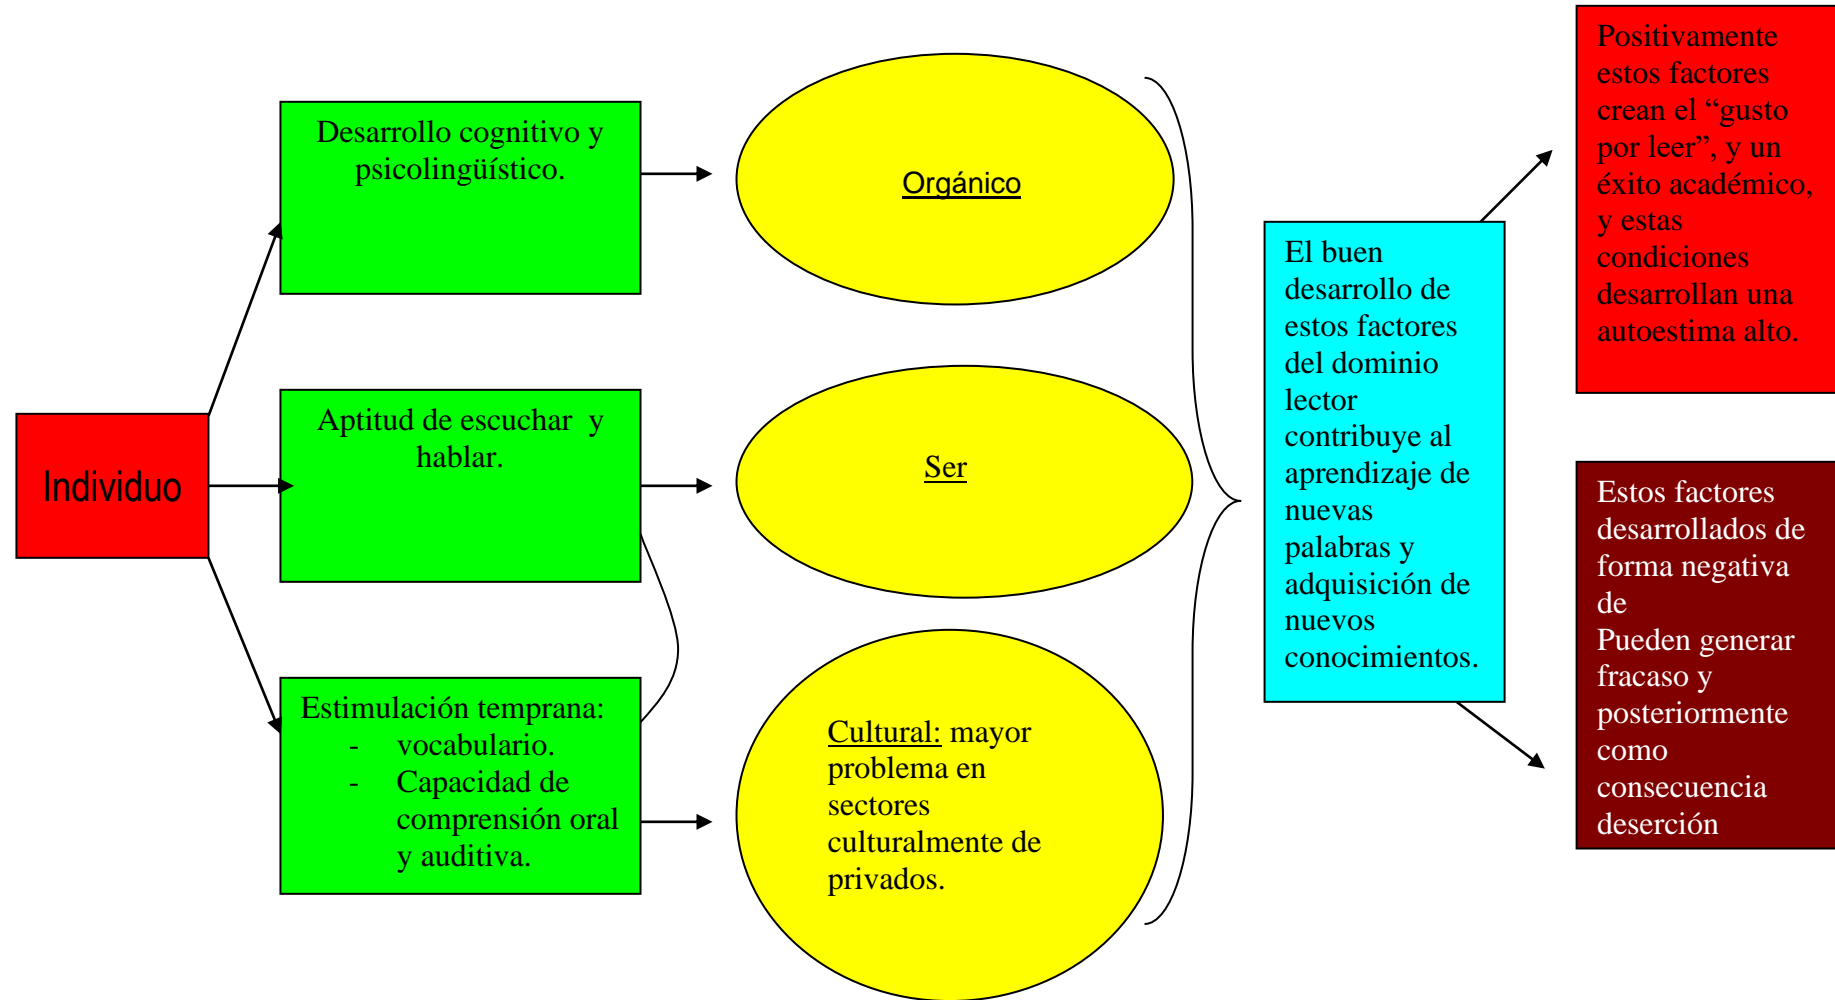 Individuo
Desarrollo cognitivo y
psicolingüístico.
Aptitud de escuchar  y
hablar.
Estimulación temprana:
- vocabulario.
- Capacidad de
comprensión oral
y auditiva.
Orgánico
Ser
Cultural: mayor
problema en
sectores
culturalmente de
privados.
El buen
desarrollo de
estos factores
del dominio
lector
contribuye al
aprendizaje de
nuevas
palabras y
adquisición de
nuevos
conocimientos.
Positivamente
estos factores
crean el “gusto
por leer”, y un
éxito académico,
y estas
condiciones
desarrollan una
autoestima alto.
Estos factores
desarrollados de
forma negativa
de
Pueden generar
fracaso y
posteriormente
como
consecuencia
deserción